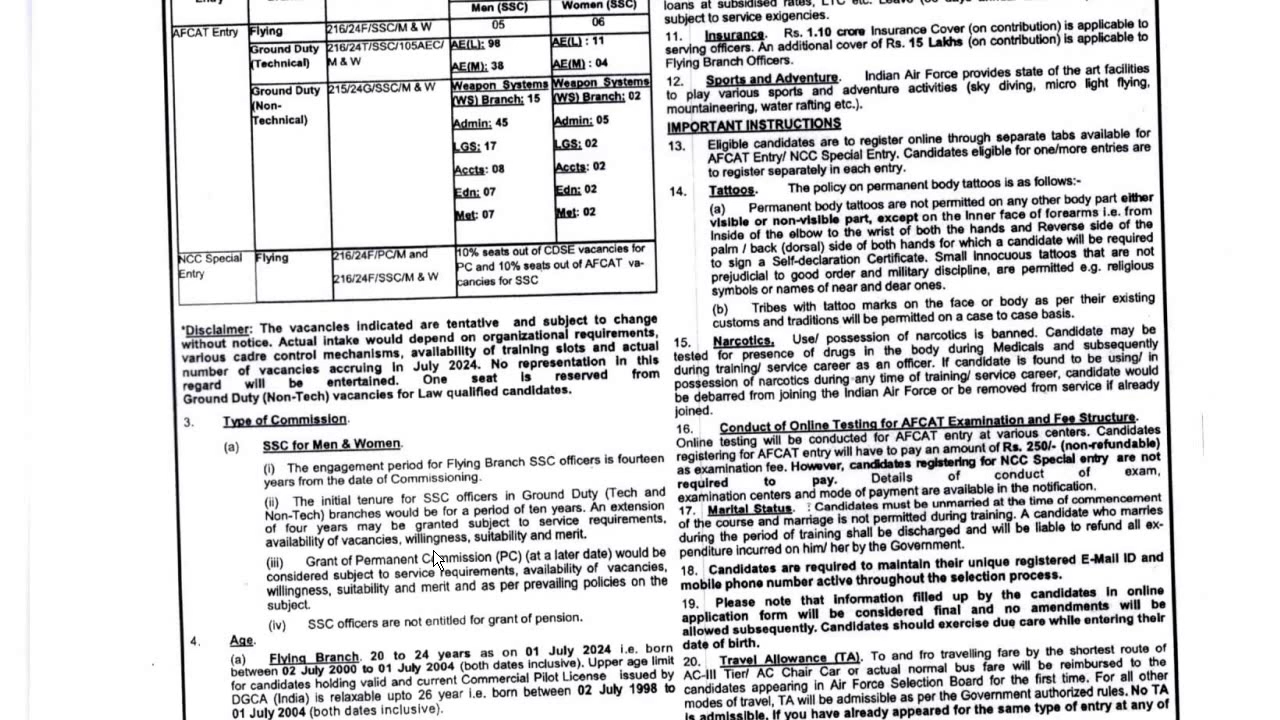 Men (SSC)
Women (SSC)
AFCAT Entry
Flying
216/24F/SSC/M & W
05
06
Ground Duty
(Technical)
216/24T/SSC/105AEC/
M & W
AE(L): 98
AE(M): 38
AE(L) : 11
AE(M) : 04
Ground Duty
(Non-
Technical)
215/24G/SSC/M & W
Weapon Systems
(WS) Branch: 15
Admin: 45
LGS: 17
Accts: 08
Edn: 07
Met: 07
Weapon Systems
(WS) Branch: 02
Admin: 05
LGS: 02
Accts: 02
Edn: 02
Met: 02
NCC Special
Entry
Flying
216/24F/PC/M and
216/24F/SSC/M & W
10% seats out of CDSE vacancies for
PC and 10% seats out of AFCAT va-
cancies for SSC
*Disclaimer: The vacancies indicated are tentative and subject to change
without notice. Actual intake would depend on organizational requirements,
various cadre control mechanisms, availability of training slots and actual
number of vacancies accruing in July 2024. No representation in this
regard will be entertained. One seat is reserved from
Ground Duty (Non-Tech) vacancies for Law qualified candidates.
3. Type of Commission.
(a) SSC for Men & Women.
(i) The engagement period for Flying Branch SSC officers is fourteen
years from the date of Commissioning.
(ii) The initial tenure for SSC officers in Ground Duty (Tech and
Non-Tech) branches would be for a period of ten years. An extension
of four years may be granted subject to service requirements,
availability of vacancies, willingness, suitability and merit.
(iii) Grant of Permanent Commission (PC) (at a later date) would be
considered subject to service requirements, availability of vacancies,
willingness, suitability and merit and as per prevailing policies on the
subject.
(iv) SSC officers are not entitled for grant of pension.
4. Age.
(a) Flying Branch. 20 to 24 years as on 01 July 2024 i.e. born
between 02 July 2000 to 01 July 2004 (both dates inclusive). Upper age limit
for candidates holding valid and current Commercial Pilot License issued by
DGCA (India) is relaxable upto 26 year i.e. born between 02 July 1998 to
01 July 2004 (both dates inclusive).
loans at subsidised rates, LTC etc. Leave
subject to service exigencies.
11. Insurance. Rs. 1.10 crore Insurance Cover (on contribution) is applicable to
serving officers. An additional cover of Rs. 15 Lakhs (on contribution) is applicable to
Flying Branch Officers.
12. Sports and Adventure. Indian Air Force provides state of the art facilities
to play various sports and adventure activities (sky diving, micro light flying,
mountaineering, water rafting etc.).
IMPORTANT INSTRUCTIONS
13. Eligible candidates are to register online through separate tabs available for
AFCAT Entry/ NCC Special Entry. Candidates eligible for one/more entries are
to register separately in each entry.
14. Tattoos. The policy on permanent body tattoos is as follows:-
(a) Permanent body tattoos are not permitted on any other body part either
visible or non-visible part, except on the Inner face of forearms i.e. from
Inside of the elbow to the wrist of both the hands and Reverse side of the
palm / back (dorsal) side of both hands for which a candidate will be required
to sign a Self-declaration Certificate. Small Innocuous tattoos that are not
prejudicial to good order and military discipline, are permitted e.g. religious
symbols or names of near and dear ones.
(b) Tribes with tattoo marks on the face or body as per their existing
customs and traditions will be permitted on a case to case basis.
15. Narcotics. Use/ possession of narcotics is banned. Candidate may be
tested for presence of drugs in the body during Medicals and subsequently
during training/ service career as an officer. If candidate is found to be using/ in
possession of narcotics during any time of training/ service career, candidate would
be debarred from joining the Indian Air Force or be removed from service if already
joined.
16. Conduct of Online Testing for AFCAT Examination and Fee Structure.
Online testing will be conducted for AFCAT entry at various centers. Candidates
registering for AFCAT entry will have to pay an amount of Rs. 250/- (non-refundable)
as examination fee. However, candidates registering for NCC Special entry are not
required to pay. Details of conduct of exam,
examination centers and mode of payment are available in the notification.
17. Marital Status. : Candidates must be unmarried at the time of commencement
of the course and marriage is not permitted during training. A candidate who marries
during the period of training shall be discharged and will be liable to refund all ex-
penditure incurred on him/ her by the Government.
18. Candidates are required to maintain their unique registered E-Mail ID and
mobile phone number active throughout the selection process.
19. Please note that information filled up by the candidates in online
application form will be considered final and no amendments will be
allowed subsequently. Candidates should exercise due care while entering their
date of birth.
20. Travel Allowance (TA). To and fro travelling fare by the shortest route of
AC-III Tier/ AC Chair Car or actual normal bus fare will be reimbursed to the
candidates appearing in Air Force Selection Board for the first time. For all other
modes of travel, TA will be admissible as per the Government authorized rules. No TA
is admissible. If you have already appeared for the same type of entry at any of